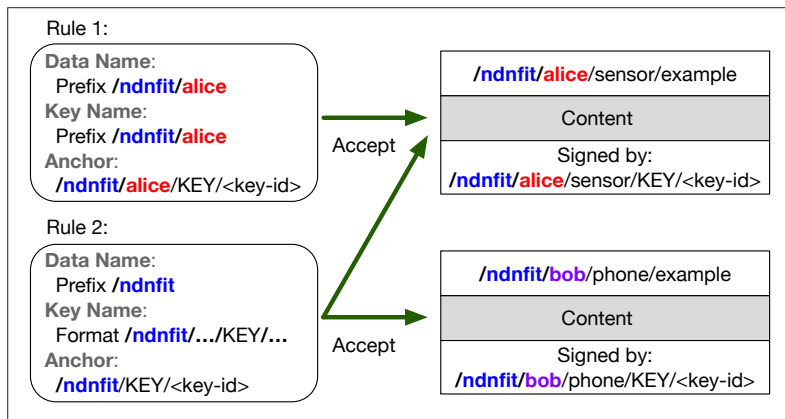 Rule 1:
Data Name:
Prefix /ndnfit/alice
Key Name:
Prefix /ndnfit/alice
Anchor:
/ndnfit/alice/KEY/<key-id>
Accept
/ndnfit/alice/sensor/example
Content
Signed by:
/ndnfit/alice/sensor/KEY/<key-id>
Rule 2:
Data Name:
Prefix /ndnfit
Key Name:
Format /ndnfit/.../KEY/...
Anchor:
/ndnfit/KEY/<key-id>
Accept
/ndnfit/bob/phone/example
Content
Signed by:
/ndnfit/bob/phone/KEY/<key-id>